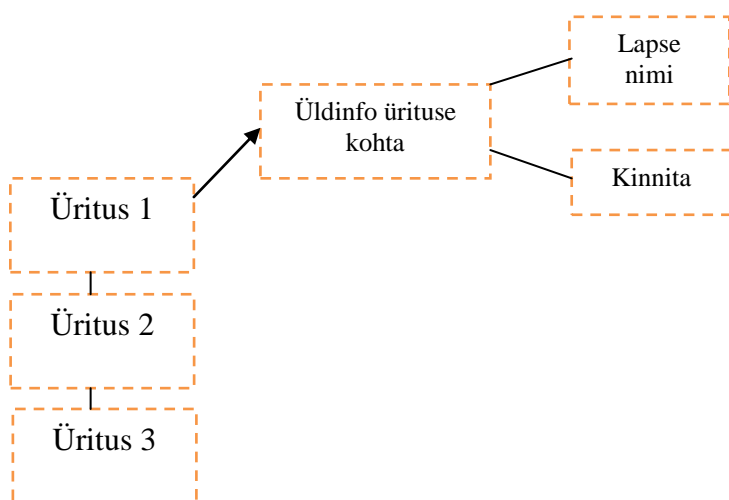 Lapse
nimi
Üldinfo ürituse
kohta
Kinnita
Üritus 1
Üritus 2
Üritus 3